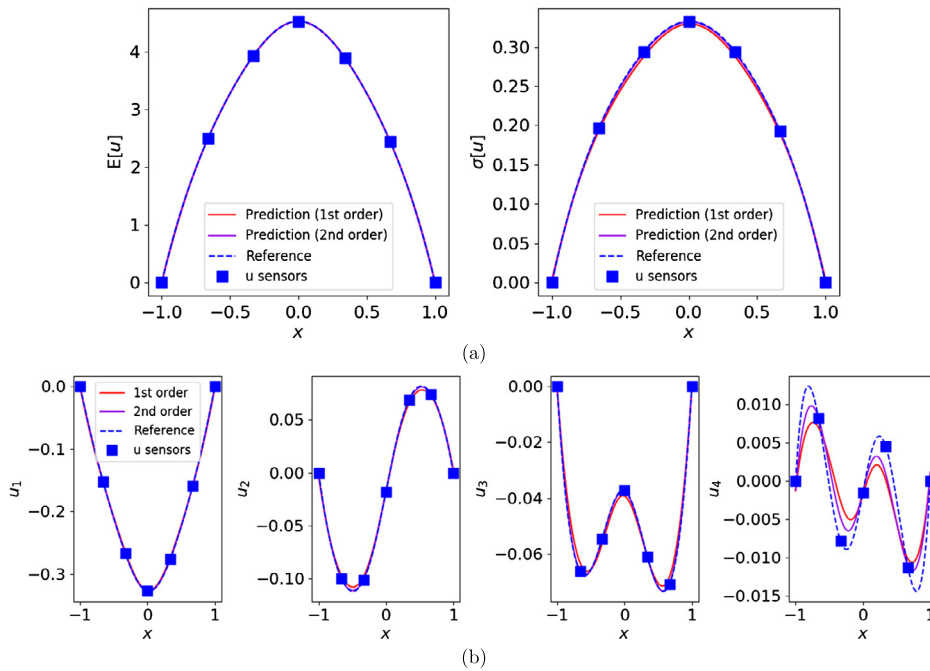 E[u]
4
3
2
1
0
Prediction (1st order)
Prediction (2nd order)
Reference
u sensors
−1.0 −0.5 0.0 0.5 1.0
x
σ[u]
0.30
0.25
0.20
0.15
0.10
0.05
0.00
Prediction (1st order)
Prediction (2nd order)
Reference
u sensors
−1.0 −0.5 0.0 0.5 1.0
x
(a)
u1
0.0
−0.1
−0.2
−0.3
1st order
2nd order
Reference
u sensors
−1 0 1
x
u2
0.05
0.00
−0.05
−0.10
−1 0 1
x
u3
0.00
−0.02
−0.04
−0.06
−1 0 1
x
u4
0.010
0.005
0.000
−0.005
−0.010
−0.015
−1 0 1
x
(b)